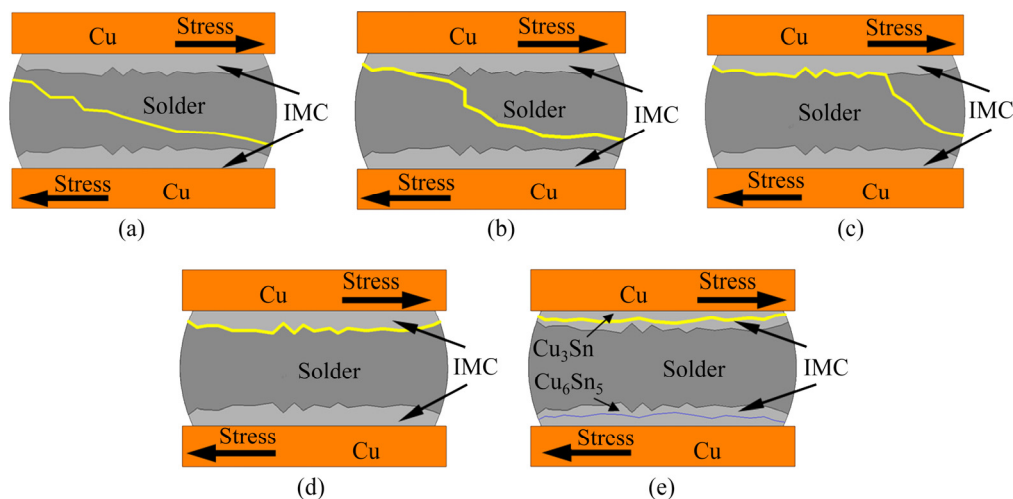 Cu Stress
Solder
IMC
Stress Cu
(a)
Cu Stress
Solder
IMC
Stress Cu
(b)
Cu Stress
Solder
IMC
Stress Cu
(c)
Cu Stress
Solder
IMC
Stress Cu
(d)
Cu Stress
Cu₃Sn
Solder
IMC
Cu₆Sn₅
Stress Cu
(e)